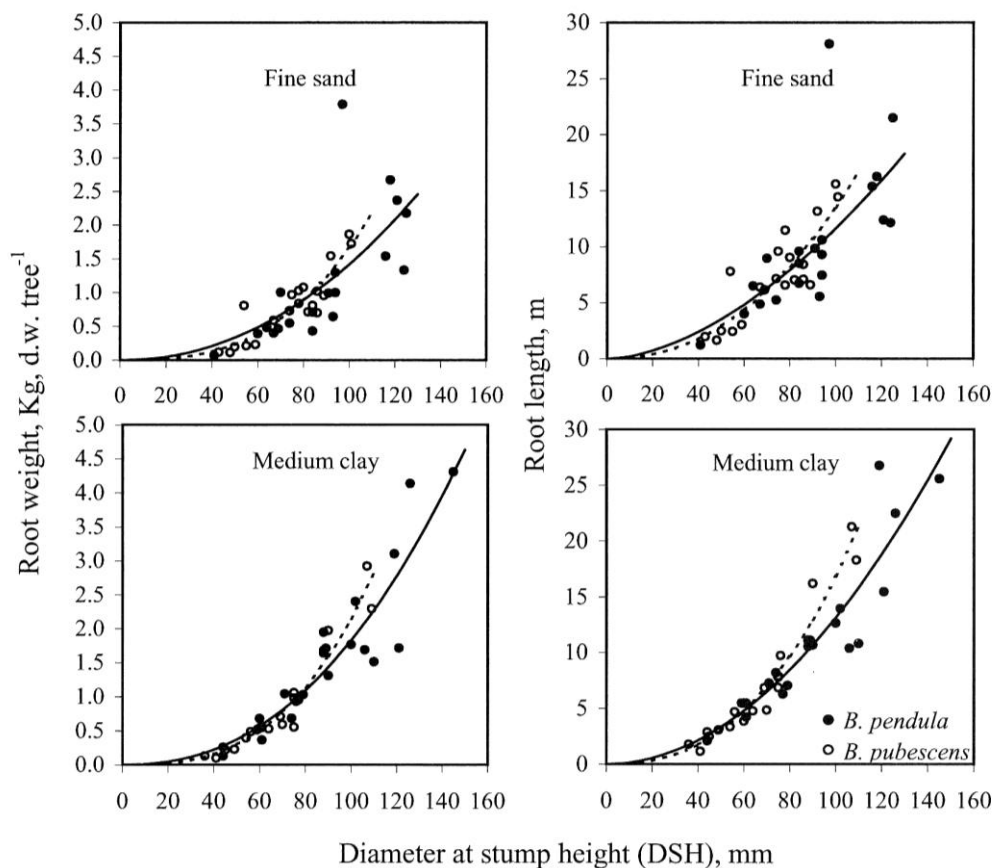 Root weight, Kg, d.w. tree⁻¹
Root length, m
5.0
4.5
4.0
3.5
3.0
2.5
2.0
1.5
1.0
0.5
0.0
Fine sand
0 20 40 60 80 100 120 140 160
30
25
20
15
10
5
0
Fine sand
0 20 40 60 80 100 120 140 160
5.0
4.5
4.0
3.5
3.0
2.5
2.0
1.5
1.0
0.5
0.0
Medium clay
0 20 40 60 80 100 120 140 160
30
25
20
15
10
5
0
Medium clay
B. pendula
B. pubescens
0 20 40 60 80 100 120 140 160
Diameter at stump height (DSH), mm